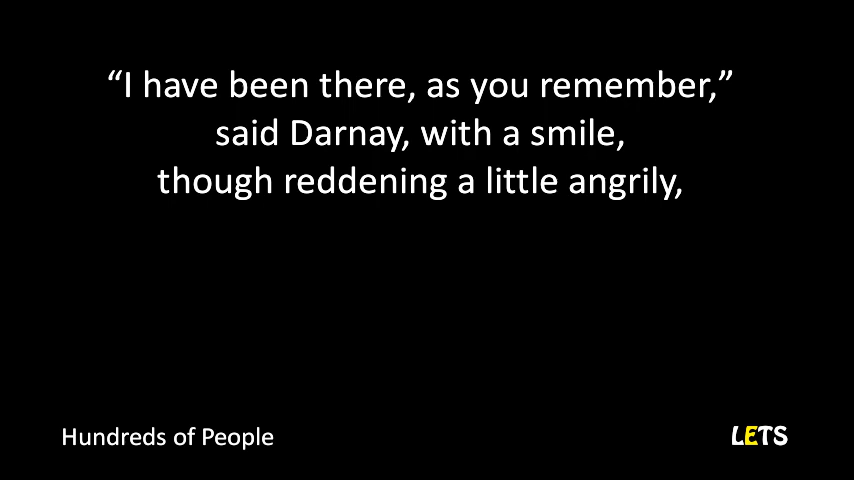 “I have been there, as you remember,”
said Darnay, with a smile,
though reddening a little angrily,
Hundreds of People
LETS